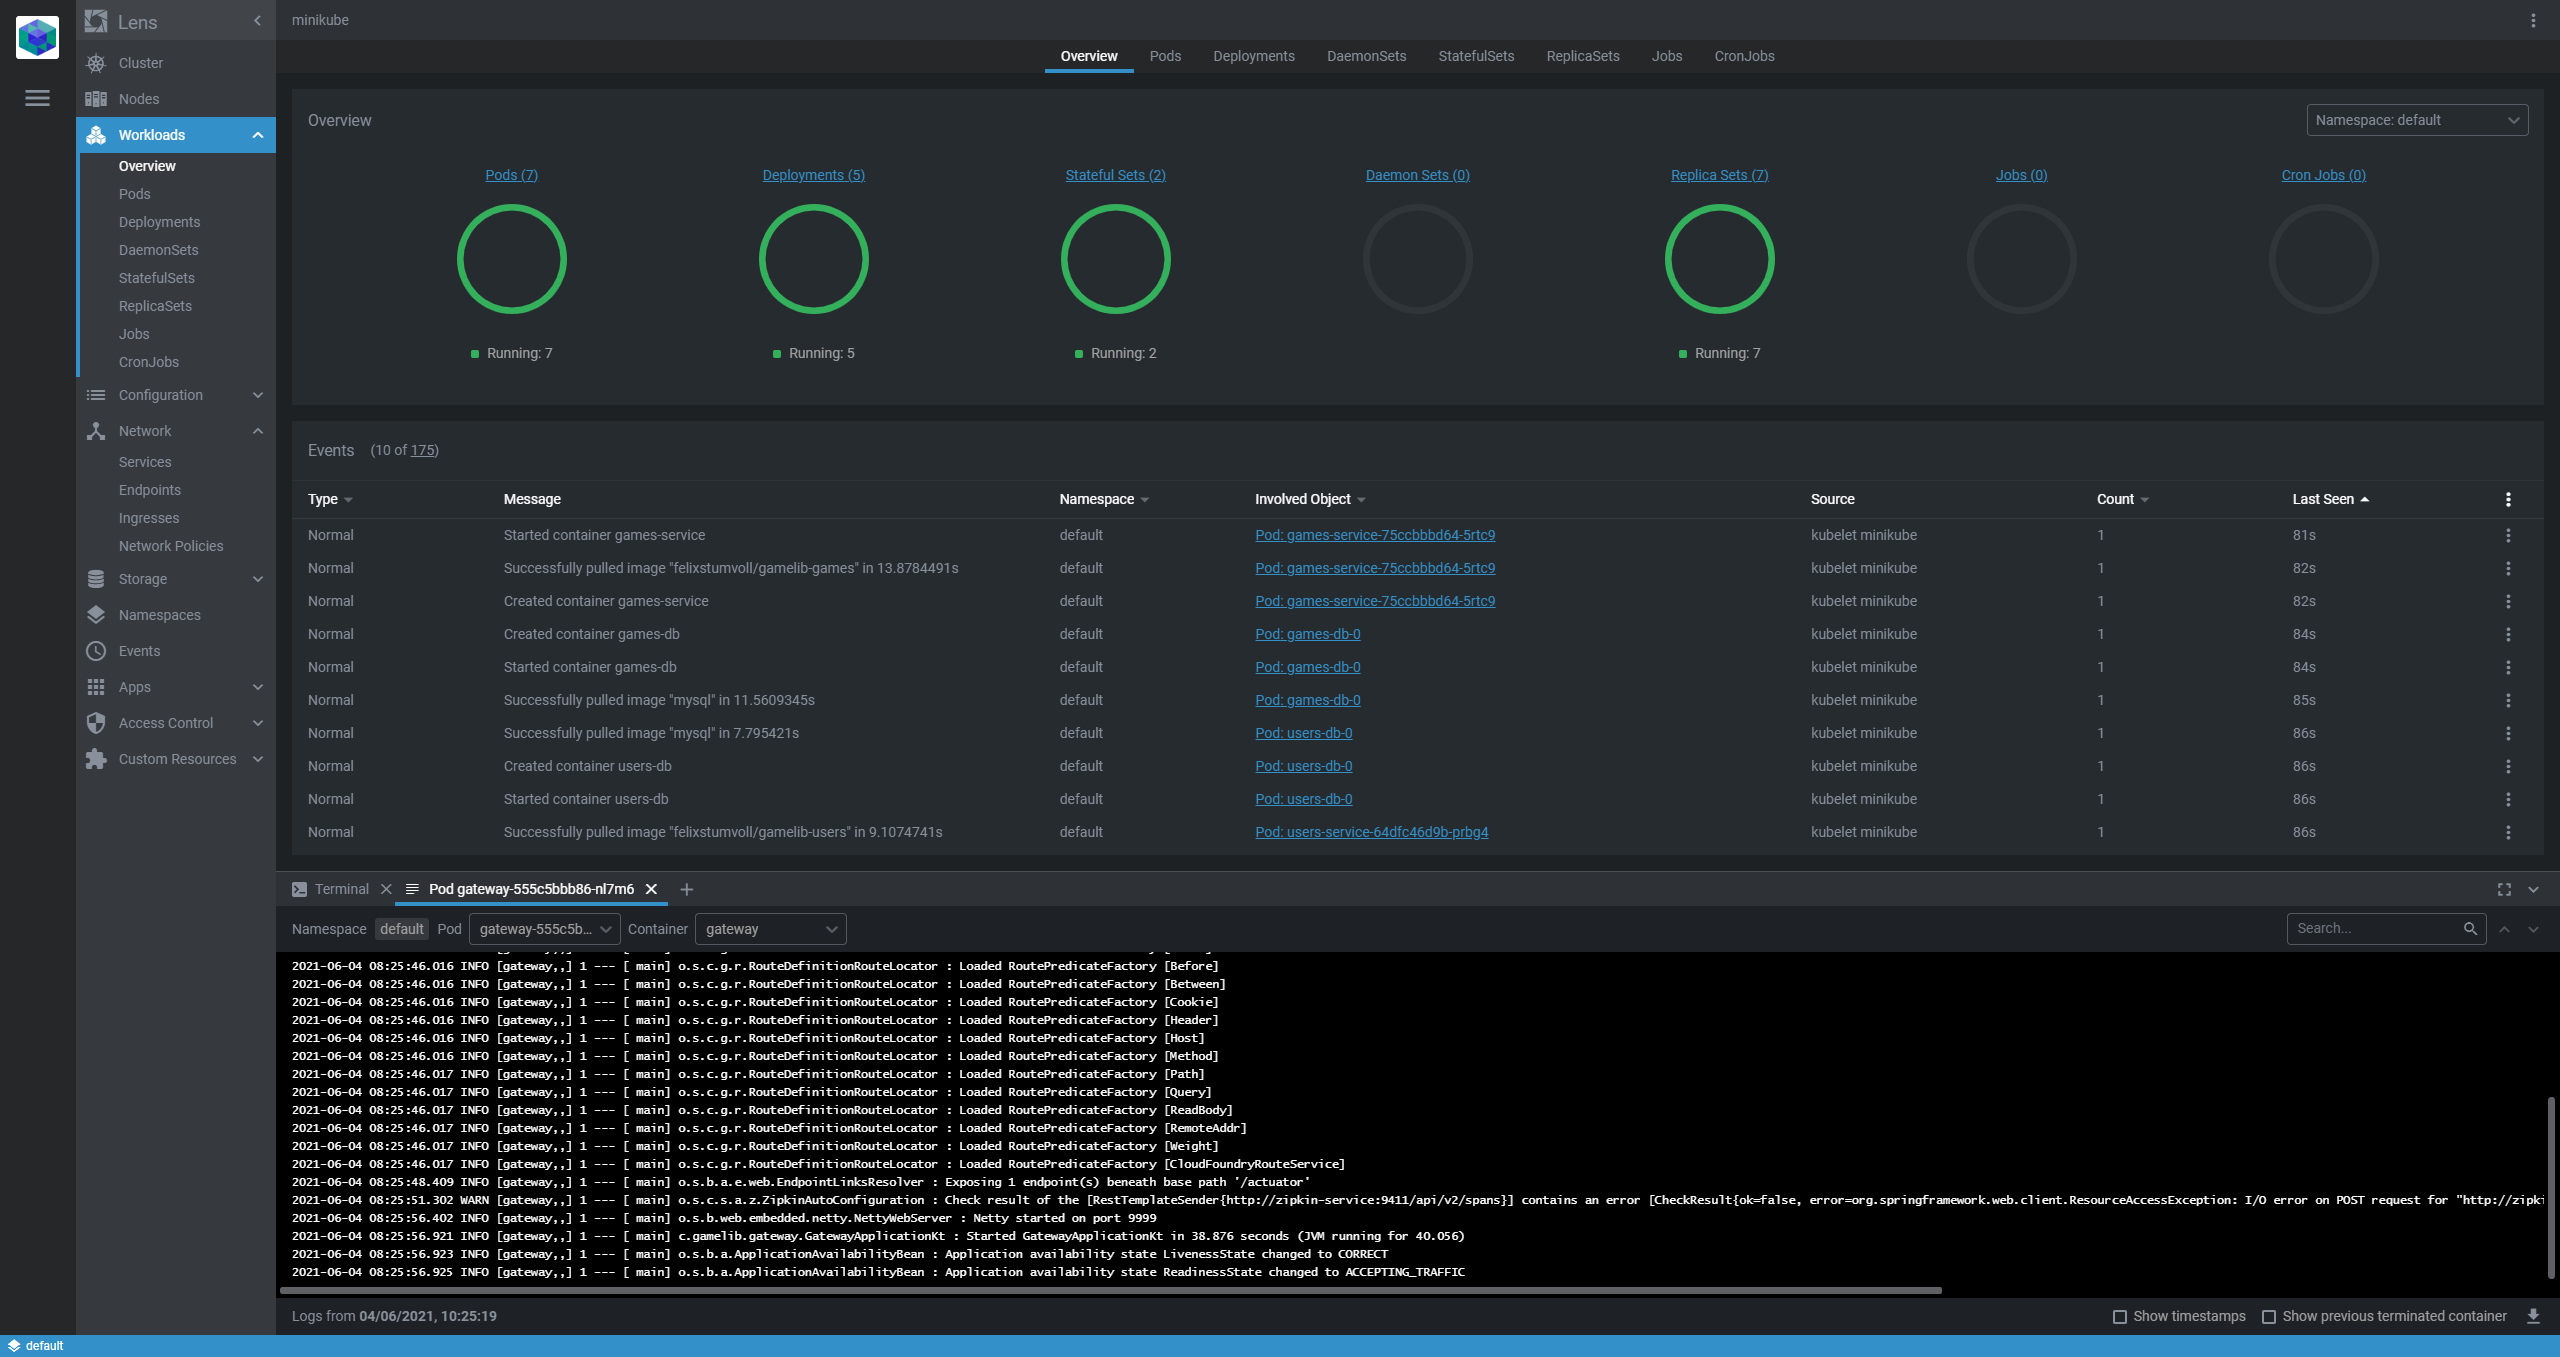 Lens
minikube
Cluster
Nodes
Workloads
Overview
Pods
Deployments
DaemonSets
StatefulSets
ReplicaSets
Jobs
CronJobs
Configuration
Network
Services
Endpoints
Ingresses
Network Policies
Storage
Namespaces
Events
Apps
Access Control
Custom Resources
Overview Pods Deployments DaemonSets StatefulSets ReplicaSets Jobs CronJobs
Overview
Namespace: default
Pods (7) Deployments (5) Stateful Sets (2) Daemon Sets (0) Replica Sets (7) Jobs (0) Cron Jobs (0)
Running: 7 Running: 5 Running: 2 Running: 7
Events (10 of 175)
Type Message Namespace Involved Object Source Count Last Seen
Normal Started container games-service default Pod: games-service-75ccbbbd64-5rtc9 kubelet minikube 1 81s
Normal Successfully pulled image "felixstumvoll/gamelib-games" in 13.8784491s default Pod: games-service-75ccbbbd64-5rtc9 kubelet minikube 1 82s
Normal Created container games-service default Pod: games-service-75ccbbbd64-5rtc9 kubelet minikube 1 82s
Normal Created container games-db default Pod: games-db-0 kubelet minikube 1 84s
Normal Started container games-db default Pod: games-db-0 kubelet minikube 1 84s
Normal Successfully pulled image "mysql" in 11.5609345s default Pod: games-db-0 kubelet minikube 1 85s
Normal Successfully pulled image "mysql" in 7.795421s default Pod: users-db-0 kubelet minikube 1 86s
Normal Created container users-db default Pod: users-db-0 kubelet minikube 1 86s
Normal Started container users-db default Pod: users-db-0 kubelet minikube 1 86s
Normal Successfully pulled image "felixstumvoll/gamelib-users" in 9.1074741s default Pod: users-service-64dfc46d9b-prbg4 kubelet minikube 1 86s
Terminal Pod gateway-555c5bbb86-nl7m6
Namespace default Pod gateway-555c5b... Container gateway Search...
2021-06-04 08:25:46.016 INFO [gateway,,] 1 --- [ main] o.s.c.g.r.RouteDefinitionRouteLocator : Loaded RoutePredicateFactory [Before]
2021-06-04 08:25:46.016 INFO [gateway,,] 1 --- [ main] o.s.c.g.r.RouteDefinitionRouteLocator : Loaded RoutePredicateFactory [Between]
2021-06-04 08:25:46.016 INFO [gateway,,] 1 --- [ main] o.s.c.g.r.RouteDefinitionRouteLocator : Loaded RoutePredicateFactory [Cookie]
2021-06-04 08:25:46.016 INFO [gateway,,] 1 --- [ main] o.s.c.g.r.RouteDefinitionRouteLocator : Loaded RoutePredicateFactory [Header]
2021-06-04 08:25:46.016 INFO [gateway,,] 1 --- [ main] o.s.c.g.r.RouteDefinitionRouteLocator : Loaded RoutePredicateFactory [Host]
2021-06-04 08:25:46.016 INFO [gateway,,] 1 --- [ main] o.s.c.g.r.RouteDefinitionRouteLocator : Loaded RoutePredicateFactory [Method]
2021-06-04 08:25:46.017 INFO [gateway,,] 1 --- [ main] o.s.c.g.r.RouteDefinitionRouteLocator : Loaded RoutePredicateFactory [Path]
2021-06-04 08:25:46.017 INFO [gateway,,] 1 --- [ main] o.s.c.g.r.RouteDefinitionRouteLocator : Loaded RoutePredicateFactory [Query]
2021-06-04 08:25:46.017 INFO [gateway,,] 1 --- [ main] o.s.c.g.r.RouteDefinitionRouteLocator : Loaded RoutePredicateFactory [ReadBody]
2021-06-04 08:25:46.017 INFO [gateway,,] 1 --- [ main] o.s.c.g.r.RouteDefinitionRouteLocator : Loaded RoutePredicateFactory [RemoteAddr]
2021-06-04 08:25:46.017 INFO [gateway,,] 1 --- [ main] o.s.c.g.r.RouteDefinitionRouteLocator : Loaded RoutePredicateFactory [Weight]
2021-06-04 08:25:46.017 INFO [gateway,,] 1 --- [ main] o.s.c.g.r.RouteDefinitionRouteLocator : Loaded RoutePredicateFactory [CloudFoundryRouteService]
2021-06-04 08:25:48.409 INFO [gateway,,] 1 --- [ main] o.s.b.a.e.web.EndpointLinksResolver : Exposing 1 endpoint(s) beneath base path '/actuator'
2021-06-04 08:25:51.302 WARN [gateway,,] 1 --- [ main] o.s.c.s.a.z.ZipkinAutoConfiguration : Check result of the [RestTemplateSender{http://zipkin-service:9411/api/v2/spans}] contains an error [CheckResult{ok=false, error=org.springframework.web.client.ResourceAccessException: I/O error on POST request for "http://zipki
2021-06-04 08:25:56.402 INFO [gateway,,] 1 --- [ main] o.s.b.web.embedded.netty.NettyWebServer : Netty started on port 9999
2021-06-04 08:25:56.921 INFO [gateway,,] 1 --- [ main] c.gamelib.gateway.GatewayApplicationKt : Started GatewayApplicationKt in 38.876 seconds (JVM running for 40.056)
2021-06-04 08:25:56.923 INFO [gateway,,] 1 --- [ main] o.s.b.a.ApplicationAvailabilityBean : Application availability state LivenessState changed to CORRECT
2021-06-04 08:25:56.925 INFO [gateway,,] 1 --- [ main] o.s.b.a.ApplicationAvailabilityBean : Application availability state ReadinessState changed to ACCEPTING_TRAFFIC
Logs from 04/06/2021, 10:25:19 Show timestamps Show previous terminated container
default